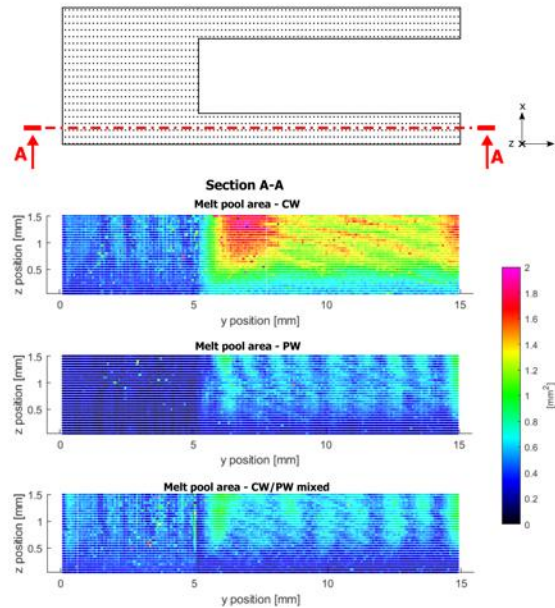 x
z
A
A
Section A-A
Melt pool area - CW
1.5
1
0.5
z position [mm]
0
5
10
15
y position [mm]
Melt pool area - PW
1.5
1
0.5
z position [mm]
0
5
10
15
y position [mm]
Melt pool area - CW/PW mixed
1.5
1
0.5
z position [mm]
0
5
10
15
y position [mm]
2
1.8
1.6
1.4
1.2
1
0.8
0.6
0.4
0.2
0
[mm²]